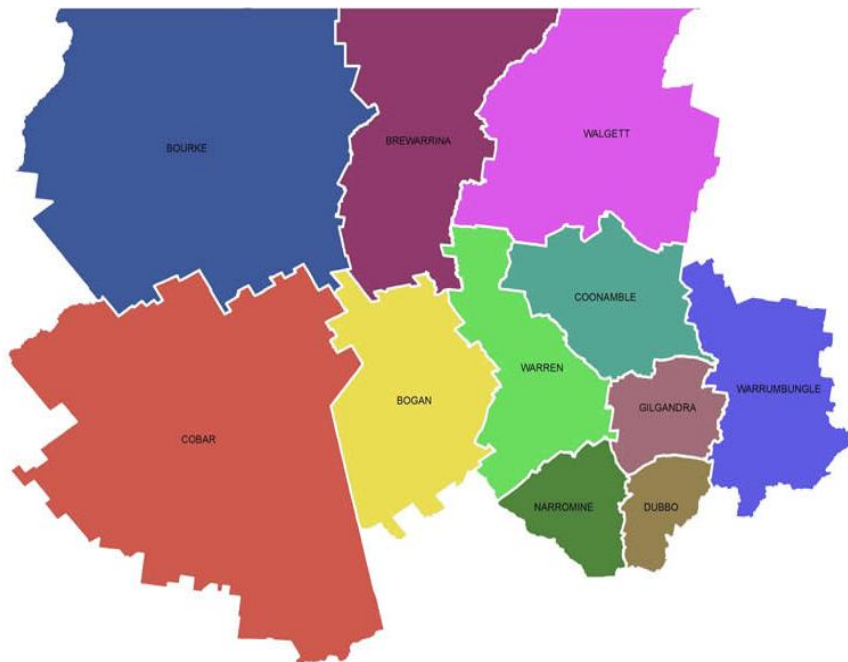 BOURKE
BREWARRINA
WALGETT
COONAMBLE
WARREN
WARRUMBUNGLE
BOGAN
GILGANDRA
COBAR
NARROMINE
DUBBO